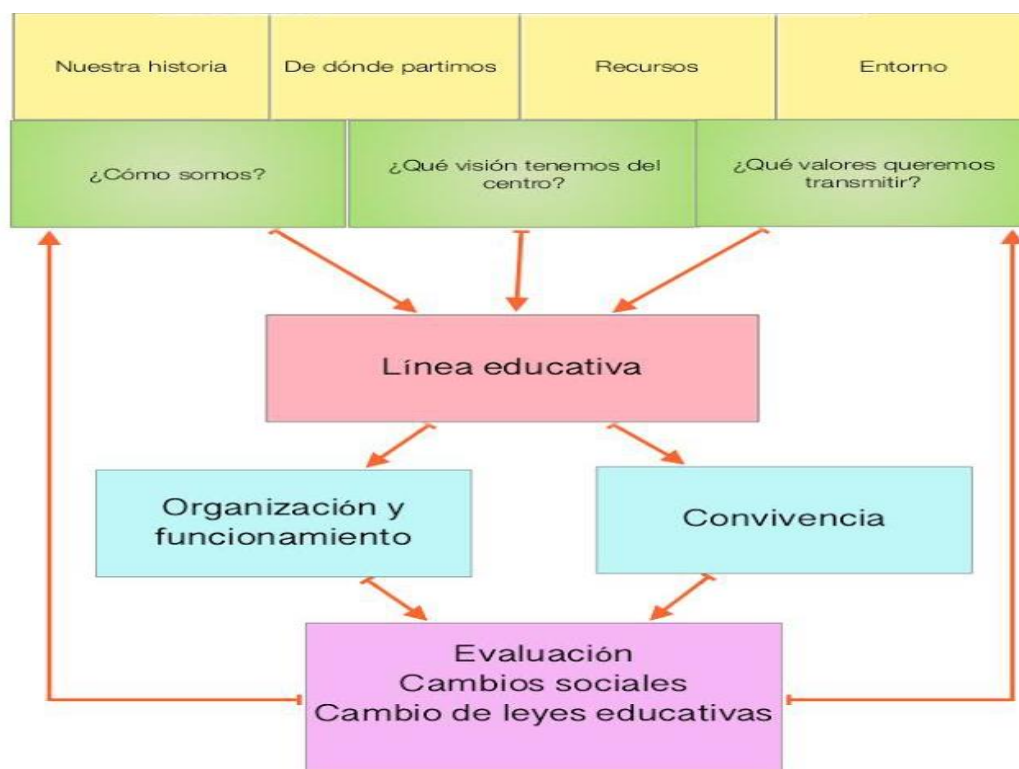 Nuestra historia
De dónde partimos
Recursos
Entorno
¿Cómo somos?
¿Qué visión tenemos del
centro?
¿Qué valores queremos
transmitir?
Línea educativa
Organización y
funcionamiento
Convivencia
Evaluación
Cambios sociales
Cambio de leyes educativas